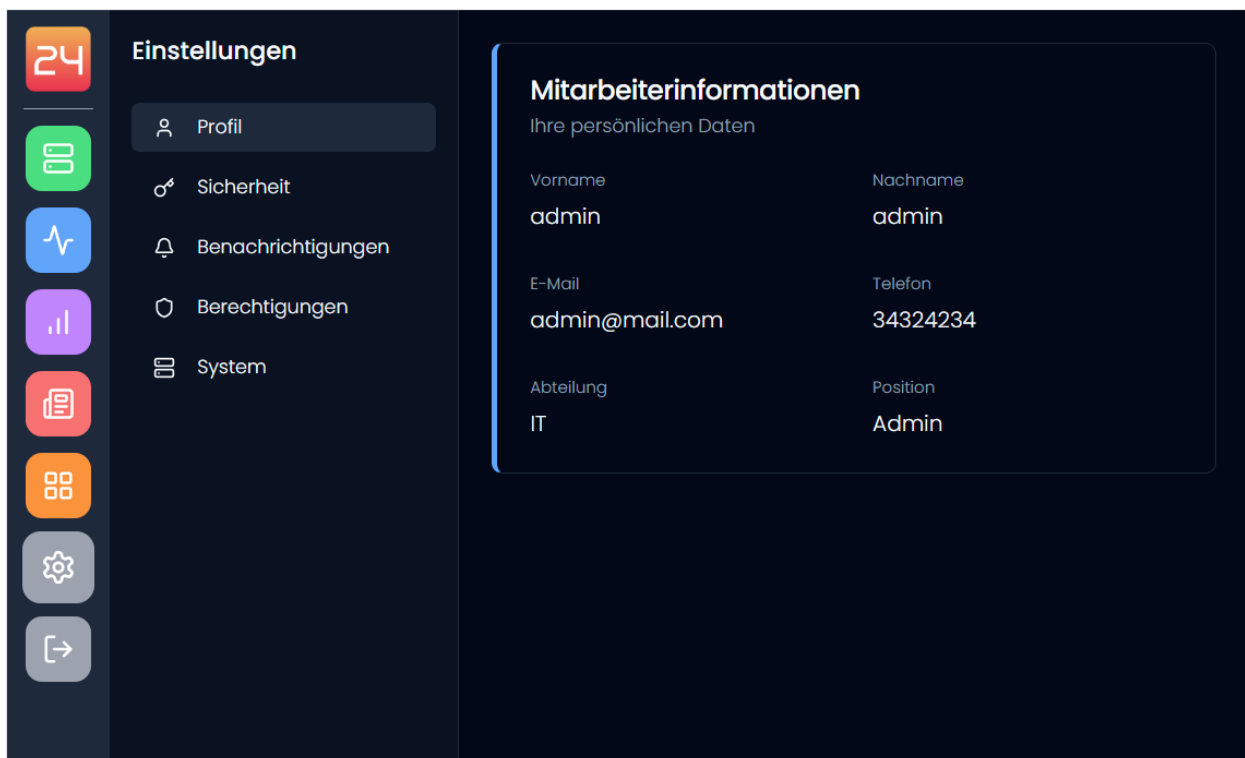 24
Einstellungen
Profil
Sicherheit
Benachrichtigungen
Berechtigungen
System
Mitarbeiterinformationen
Ihre persönlichen Daten
Vorname
admin
Nachname
admin
E-Mail
admin@mail.com
Telefon
34324234
Abteilung
IT
Position
Admin